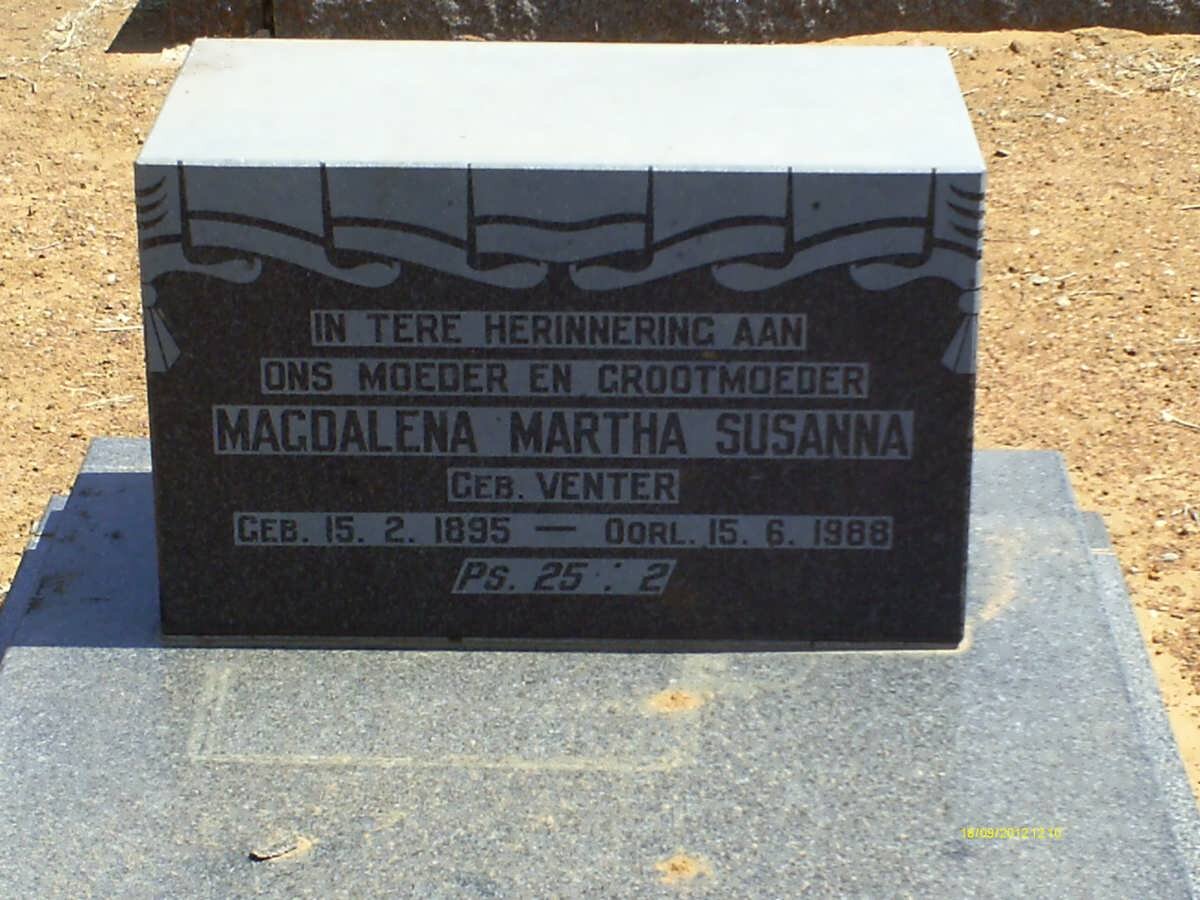 IN TERE HERINNERING AAN
ONS MOEDER EN GROOTMOEDER
MAGDALENA MARTHA SUSANNA
GEB. VENTER
GEB. 15. 2. 1895 — OORL. 15. 6. 1988
PS. 25 : 2
18/09/2012 12:10